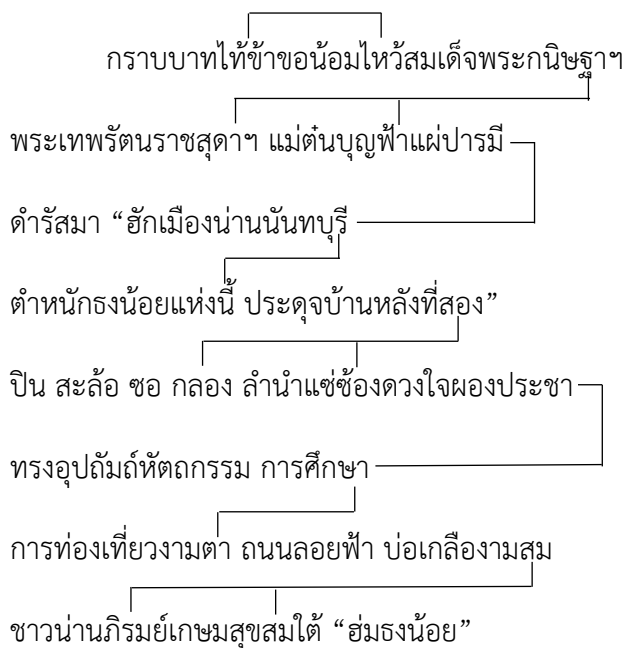 กราบบาทไท้ข้าขอน้อมไหว้สมเด็จพระกนิษฐาฯ
พระเทพรัตนราชสุดาฯ แม่ต๋นบุญฟ้าแผ่ปารมี
ดำรัสมา “ฮักเมืองน่านนันทบุรี
ตำหนักธงน้อยแห่งนี้ ประดุจบ้านหลังที่สอง”
ปิน สะล้อ ซอ กลอง ลำนำแซ่ซ้องดวงใจผองประชา
ทรงอุปถัมถ์หัตถกรรม การศึกษา
การท่องเที่ยวงามตา ถนนลอยฟ้า บ่อเกลืองามสม
ชาวน่านภิรมย์เกษมสุขสมใต้ “ฮ่มธงน้อย”